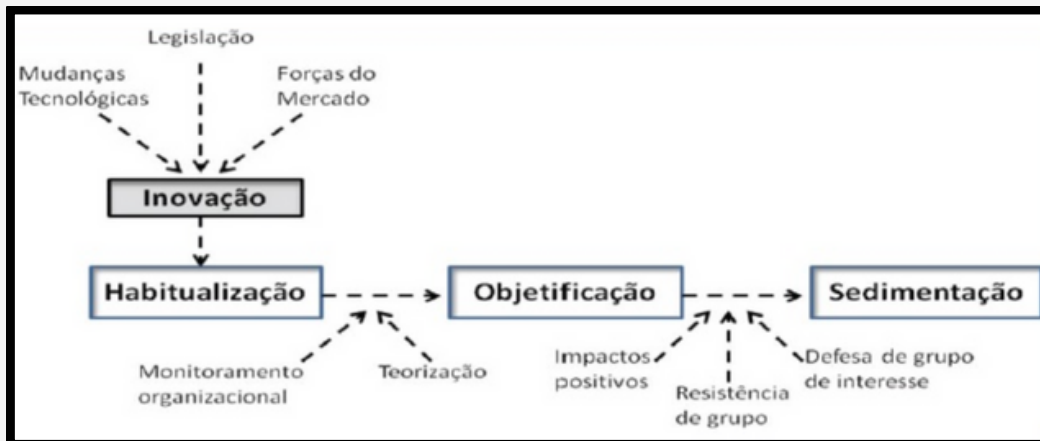 Legislação
Mudanças
Tecnológicas
Forças do
Mercado
Inovação
Habitualização
Objetificação
Sedimentação
Monitoramento
organizacional
Teorização
Impactos
positivos
Resistência
de grupo
Defesa de grupo
de interesse